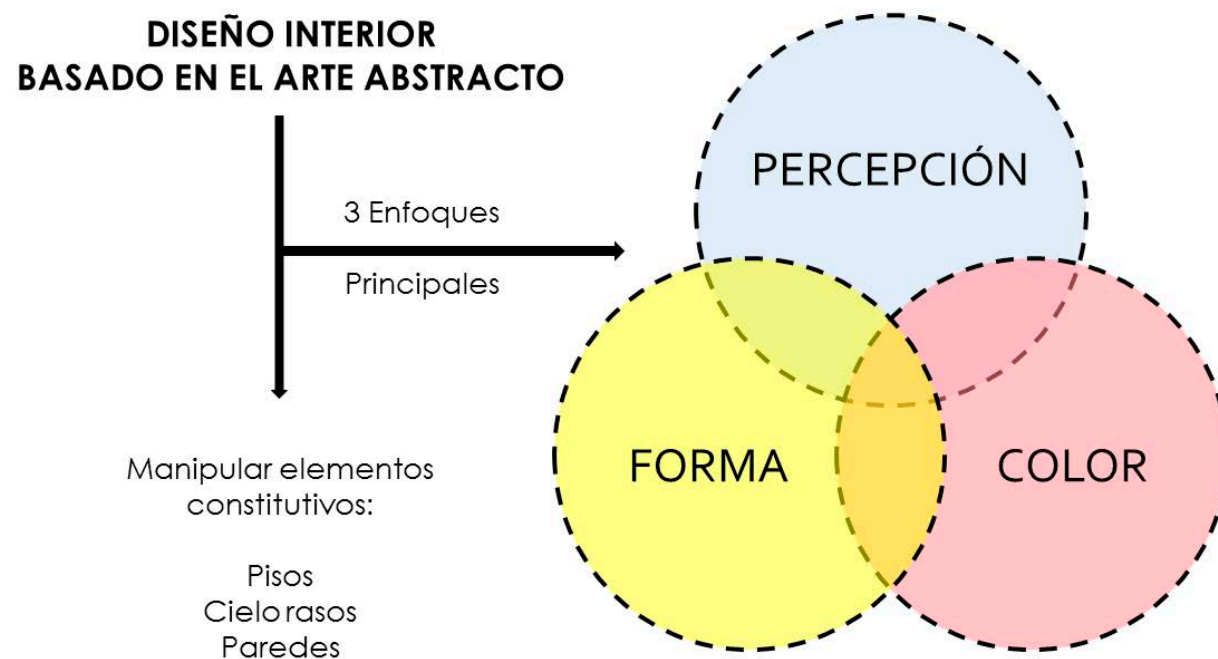 DISEÑO INTERIOR
BASADO EN EL ARTE ABSTRACTO
3 Enfoques
Principales
PERCEPCIÓN
FORMA
COLOR
Manipular elementos
constitutivos:
Pisos
Cielo rasos
Paredes